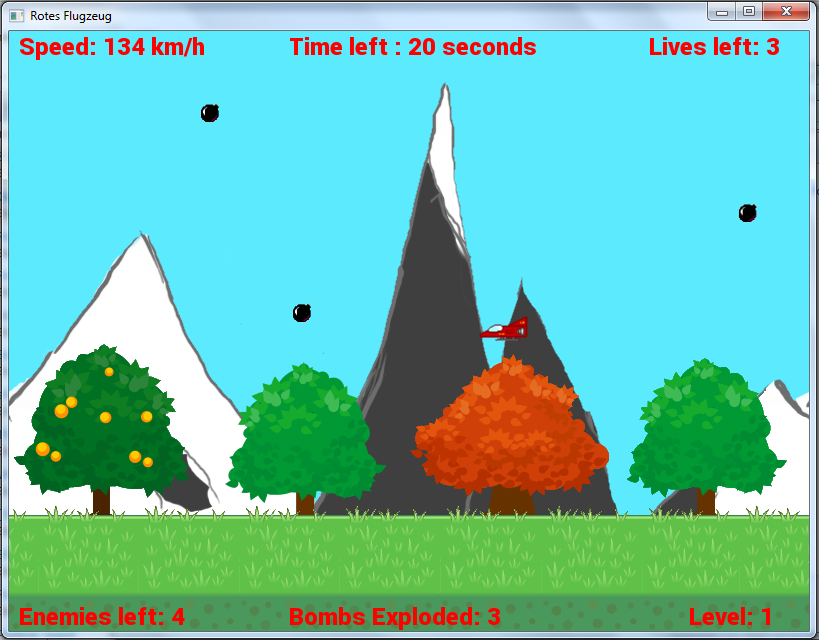 Rotes Flugzeug
Speed: 134 km/h
Time left : 20 seconds
Lives left: 3
Enemies left: 4
Bombs Exploded: 3
Level: 1